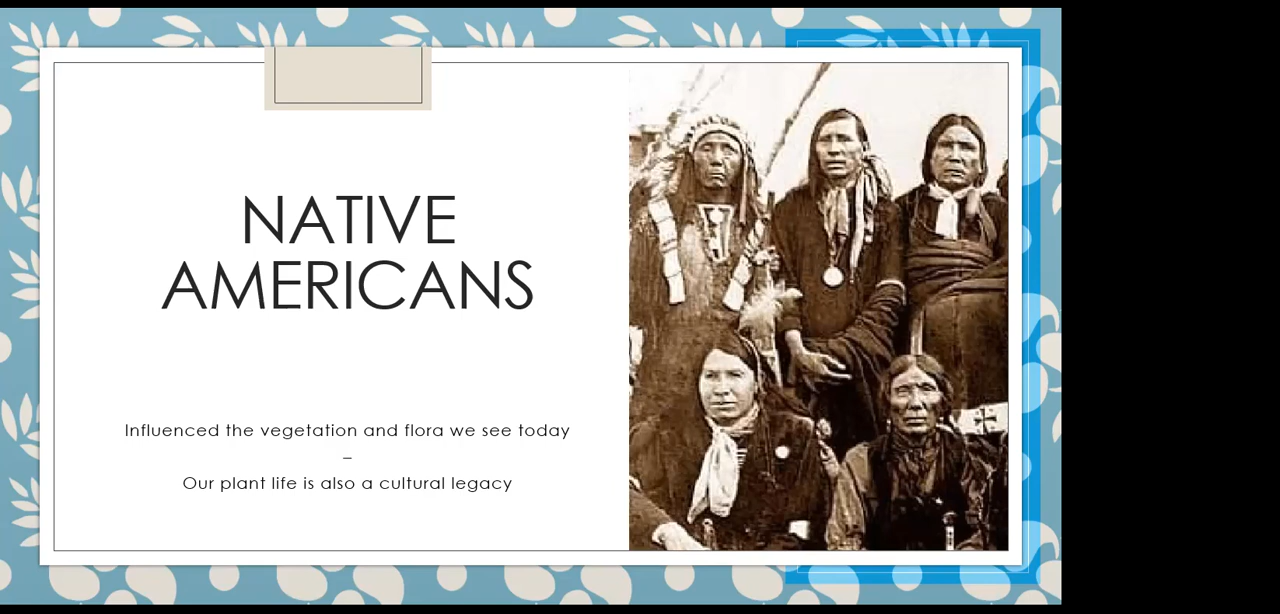 NATIVE
AMERICANS
Influenced the vegetation and flora we see today
–
Our plant life is also a cultural legacy